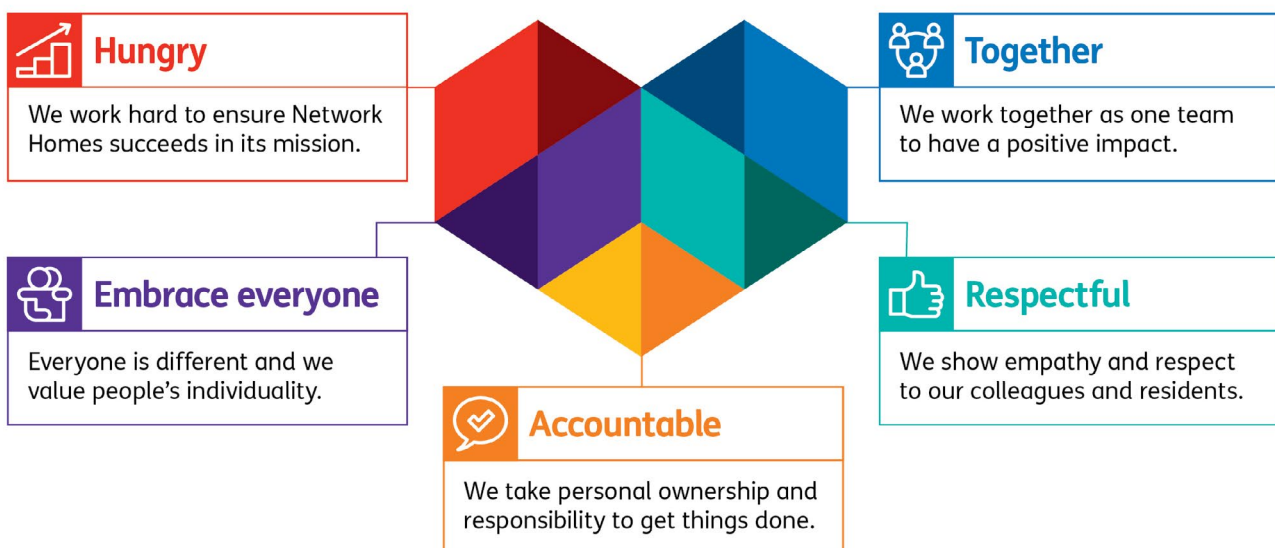 Hungry
We work hard to ensure Network
Homes succeeds in its mission.
Together
We work together as one team
to have a positive impact.
Embrace everyone
Everyone is different and we
value people’s individuality.
Respectful
We show empathy and respect
to our colleagues and residents.
Accountable
We take personal ownership and
responsibility to get things done.